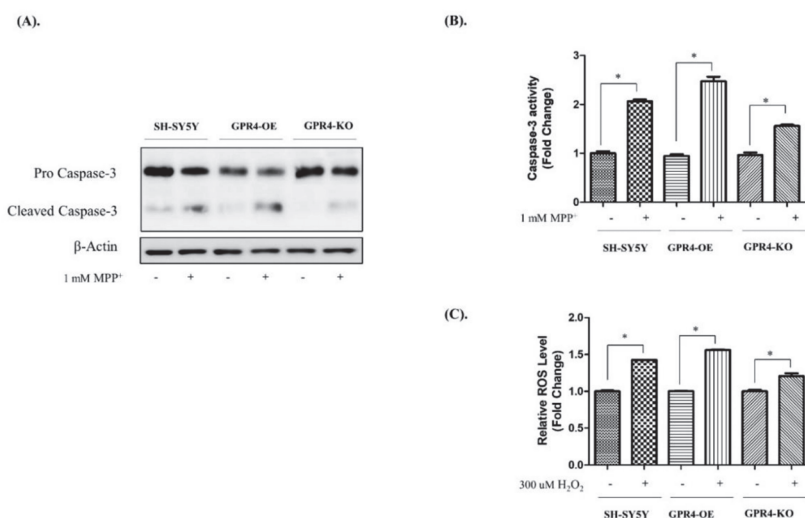 (A).
SH-SY5Y GPR4-OE GPR4-KO
Pro Caspase-3
Cleaved Caspase-3
β-Actin
1 mM MPP⁺ - + - + - +
(B).
Caspase-3 activity
(Fold Change)
3
2
1
0
* * *
1 mM MPP⁺ - + - + - +
SH-SY5Y GPR4-OE GPR4-KO
(C).
Relative ROS Level
(Fold Change)
2.0
1.5
1.0
0.5
0.0
* * *
300 uM H₂O₂ - + - + - +
SH-SY5Y GPR4-OE GPR4-KO